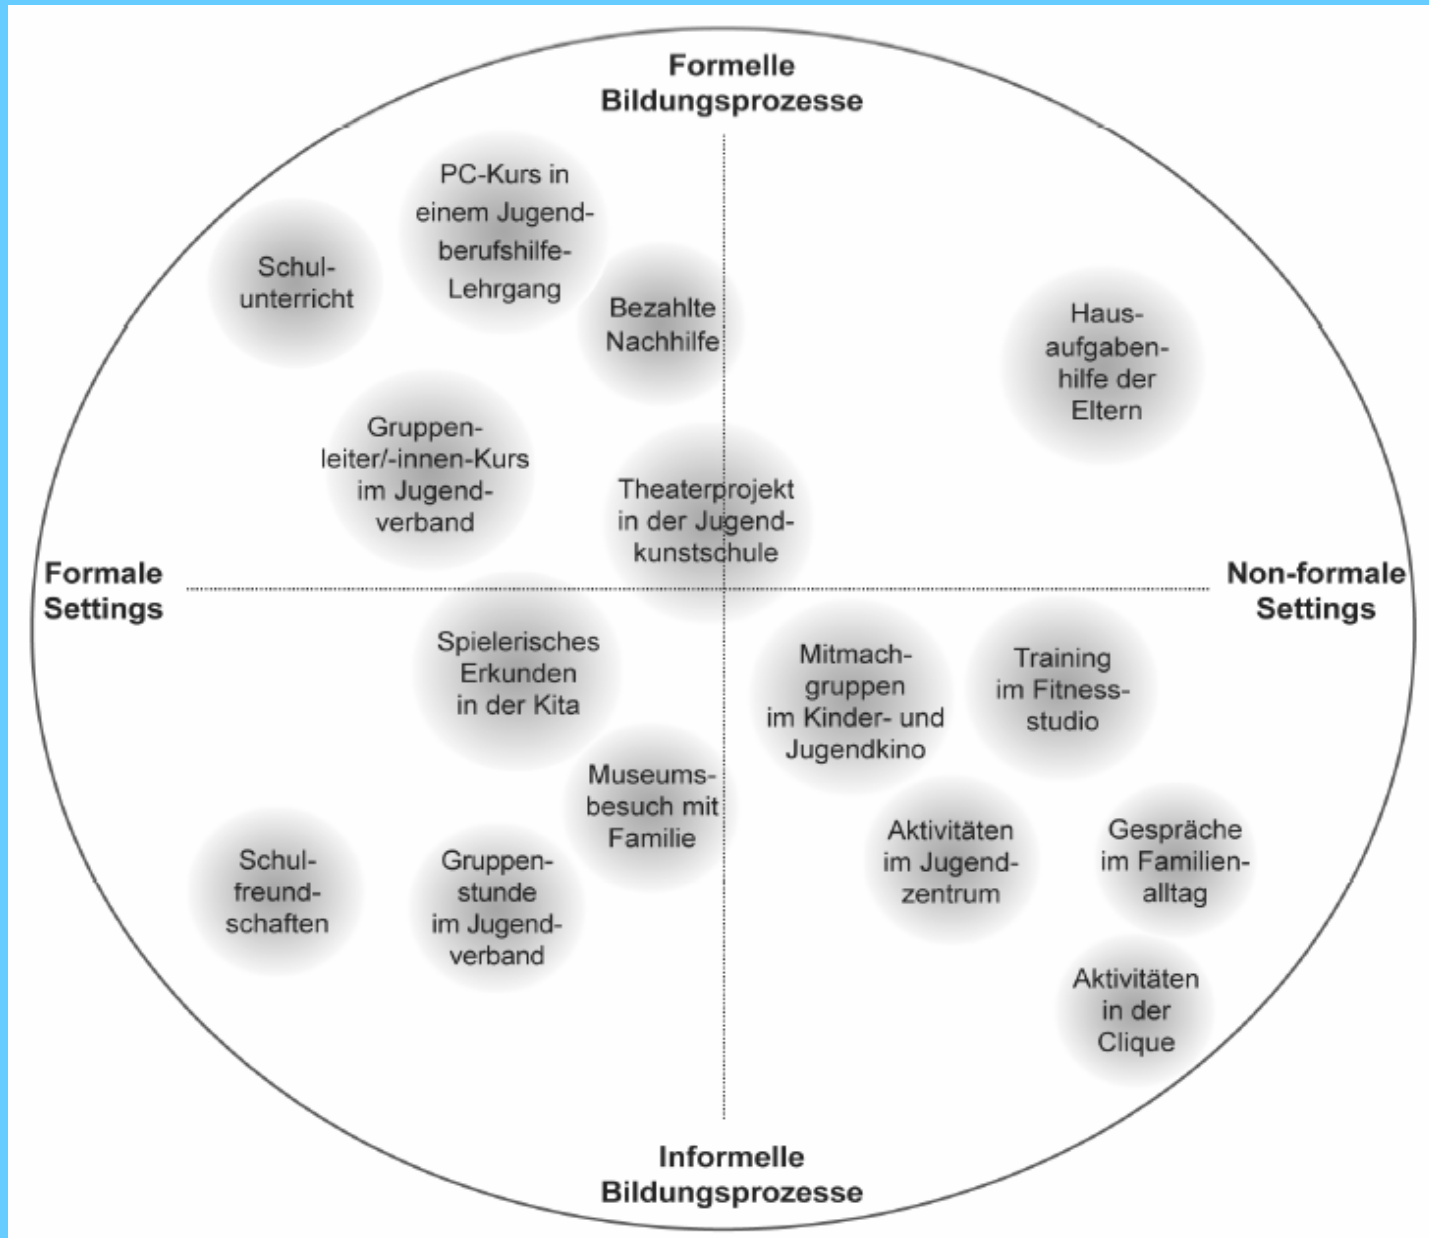 Formelle
Bildungsprozesse
PC-Kurs in
einem Jugend-
berufshilfe-
Lehrgang
Schul-
unterricht
Bezahlte
Nachhilfe
Haus-
aufgaben-
hilfe der
Eltern
Gruppen-
leiter/-innen-Kurs
im Jugend-
verband
Theaterprojekt
in der Jugend-
kunstschule
Formale
Settings
Non-formale
Settings
Spielerisches
Erkunden
in der Kita
Mitmach-
gruppen
im Kinder- und
Jugendkino
Training
im Fitness-
studio
Museums-
besuch mit
Familie
Schul-
freund-
schaften
Gruppen-
stunde
im Jugend-
verband
Aktivitäten
im Jugend-
zentrum
Gespräche
im Familien-
alltag
Aktivitäten
in der
Clique
Informelle
Bildungsprozesse